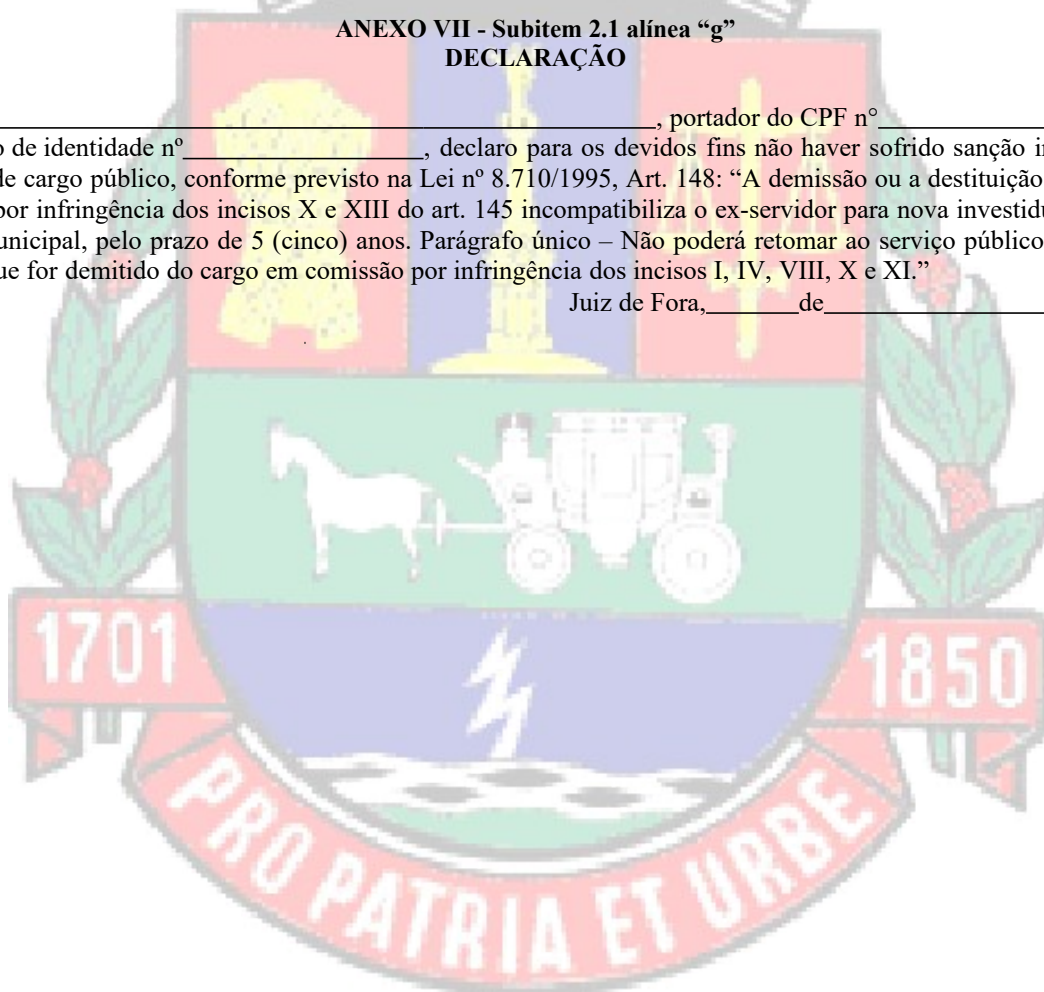 ANEXO VII - Subitem 2.1 alínea “g”
DECLARAÇÃO
, portador do CPF n°
de identidade nº____________________, declaro para os devidos fins não haver sofrido sanção
de cargo público, conforme previsto na Lei nº 8.710/1995, Art. 148: “A demissão ou a destituição
por infringência dos incisos X e XIII do art. 145 incompatibiliza o ex-servidor para nova
pelo prazo de 5 (cinco) anos. Parágrafo único – Não poderá retomar ao serviço público
for demitido do cargo em comissão por infringência dos incisos I, IV, VIII, X e XI.”
Juiz de Fora,________de
1701
1850
PRO PATRIA ET URBE